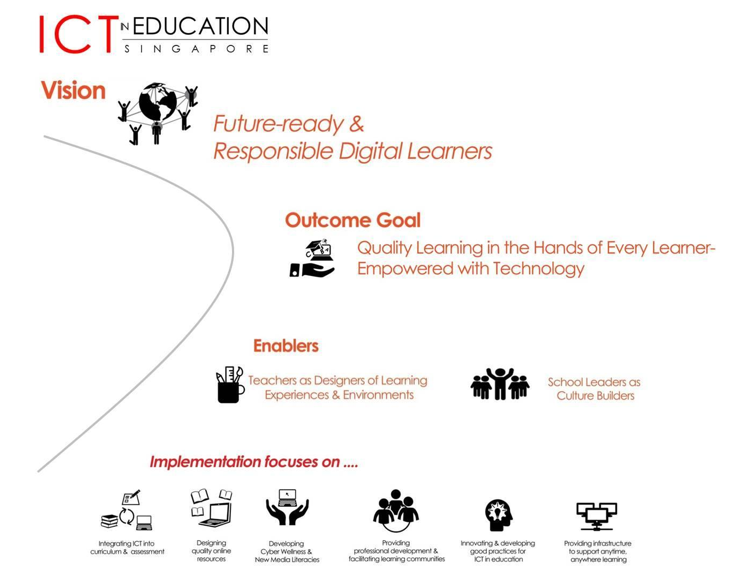 ICT IN EDUCATION
SINGAPORE
Vision
Future-ready &
Responsible Digital Learners
Outcome Goal
Quality Learning in the Hands of Every Learner-
Empowered with Technology
Enablers
Teachers as Designers of Learning
Experiences & Environments
School Leaders as
Culture Builders
Implementation focuses on ....
Integrating ICT into
curriculum & assessment
Designing
quality online
resources
Developing
Cyber Wellness &
New Media Literacies
Providing
professional development &
facilitating learning communities
Innovating & developing
good practices for
ICT in education
Providing infrastructure
to support anytime,
anywhere learning